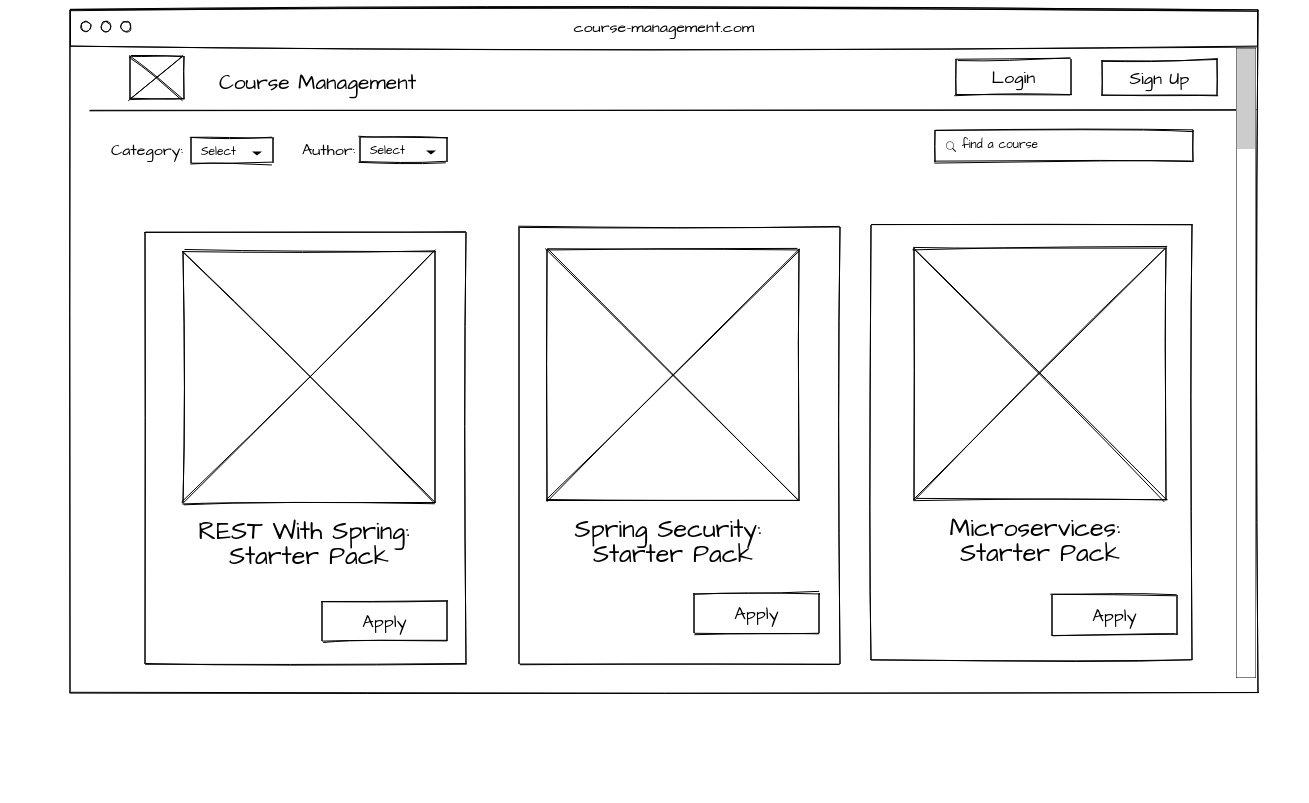 course-management.com
Course Management
Login
Sign Up
Category:
Select
Author:
Select
find a course
REST With Spring:
Starter Pack
Apply
Spring Security:
Starter Pack
Apply
Microservices:
Starter Pack
Apply